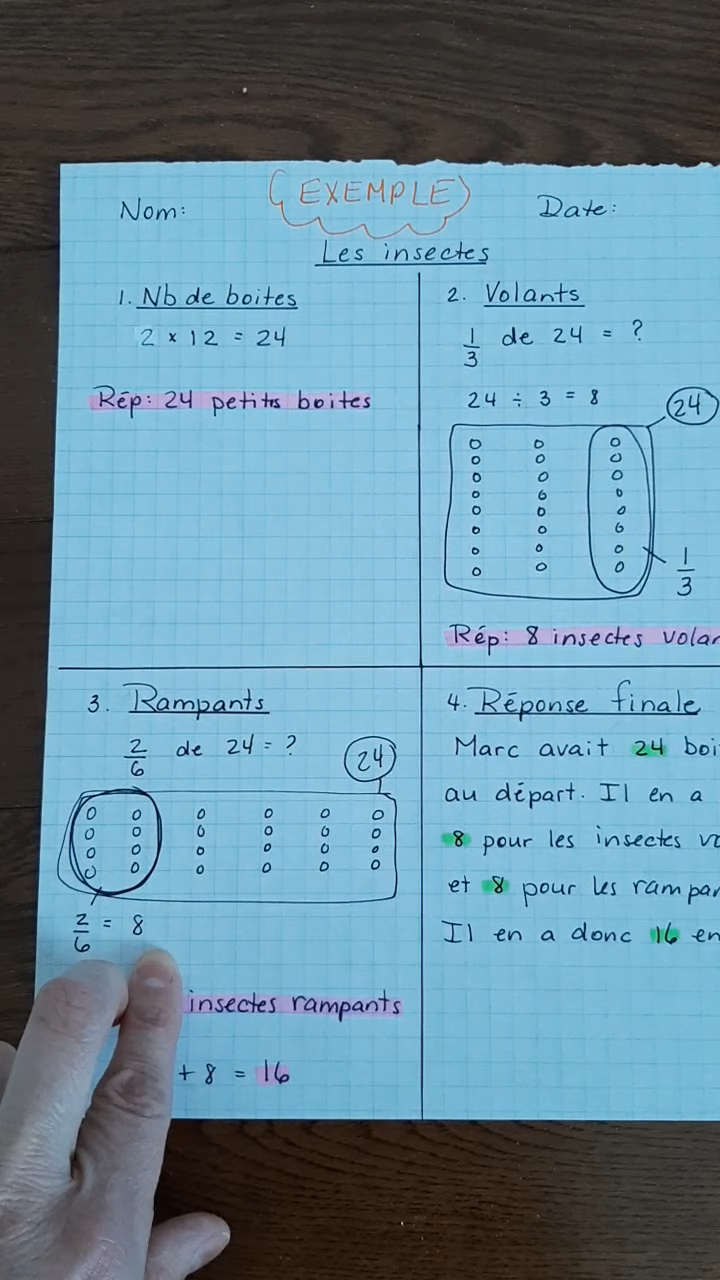 Nom:
EXEMPLE
Date:
Les insectes
1. Nb de boites
2 × 12 = 24
Rép: 24 petits boites
2. Volants
1/3 de 24 = ?
24 ÷ 3 = 8
24
1/3
Rép: 8 insectes volan
3. Rampants
2/6 de 24 = ?
24
2/6 = 8
insectes rampants
+ 8 = 16
4. Réponse finale
Marc avait 24 boi
au départ. Il en a
8 pour les insectes vo
et 8 pour les rampan
Il en a donc 16 en